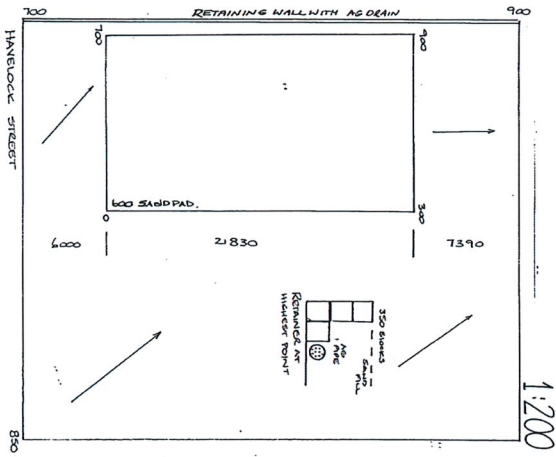 700
RETAINING WALL WITH AG DRAIN
900
HAVELOCK STREET
700
900
600 SANDPAD.
0
300
6000
21830
7390
RETAINER AT
HIGHEST POINT
AG
PIPE
SAND
FILL
350 BLOCKS
1:200
850